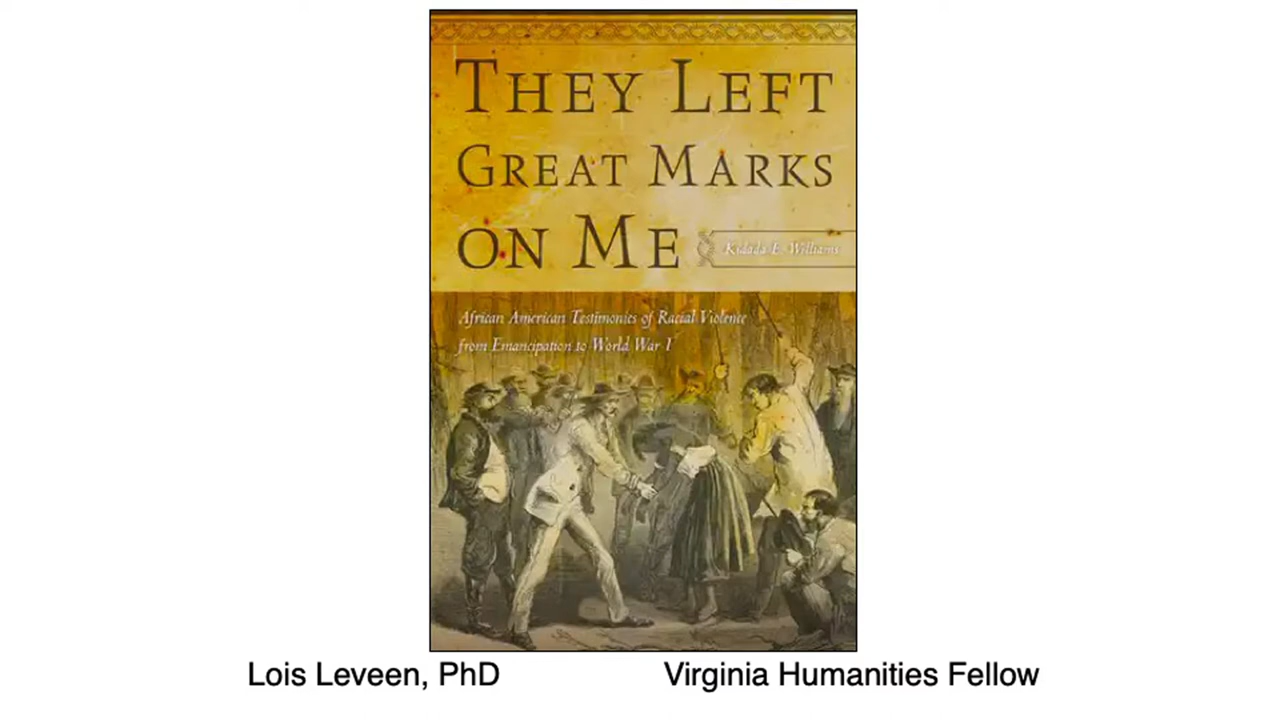 THEY LEFT
GREAT MARKS
ON ME
Kidada E. Williams
African American Testimonies of Racial Violence
from Emancipation to World War I
Lois Leveen, PhD
Virginia Humanities Fellow